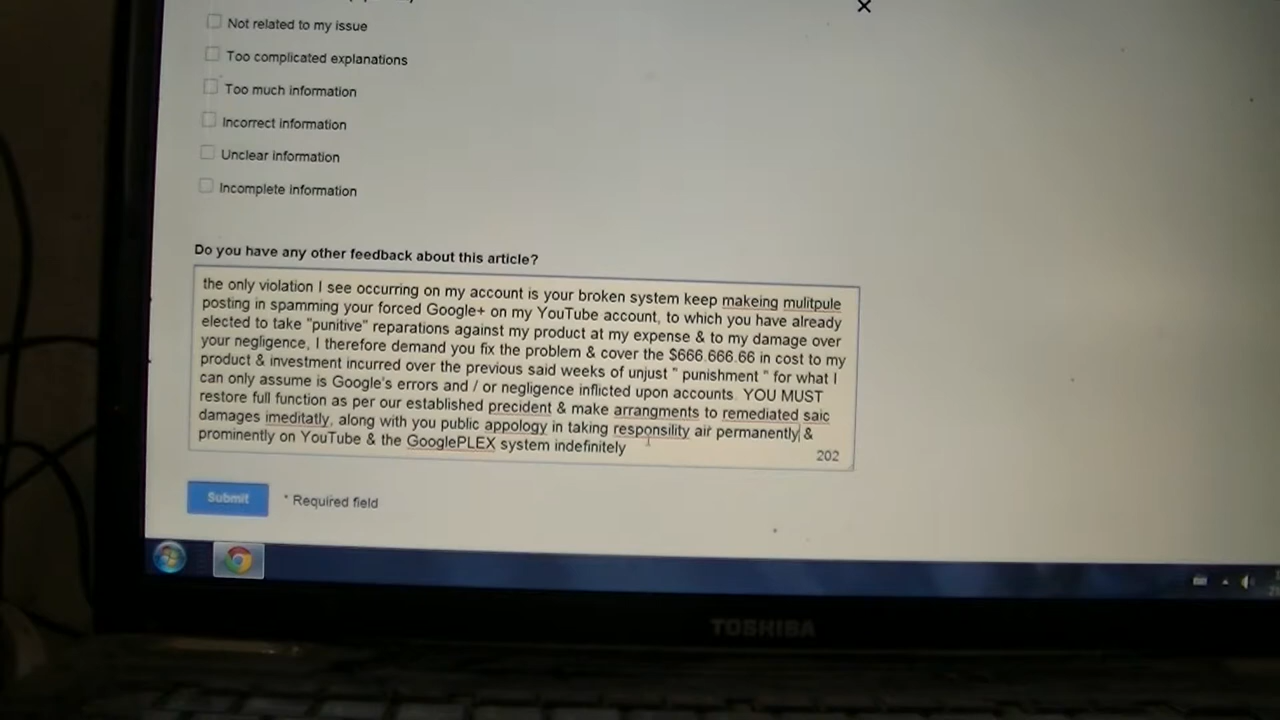 Not related to my issue
Too complicated explanations
Too much information
Incorrect information
Unclear information
Incomplete information
Do you have any other feedback about this article?
the only violation I see occurring on my account is your broken system keep makeing mulitpule
posting in spamming your forced Google+ on my YouTube account, to which you have already
elected to take "punitive" reparations against my product at my expense & to my damage over
your negligence, I therefore demand you fix the problem & cover the $666 666.66 in cost to my
product & investment incurred over the previous said weeks of unjust " punishment " for what I
can only assume is Google's errors and / or negligence inflicted upon accounts. YOU MUST
restore full function as per our established precident & make arrangments to remediated saic
damages imeditatly, along with you public appology in taking responsility air permanently &
prominently on YouTube & the GooglePLEX system indefinitely
202
Submit * Required field
TOSHIBA